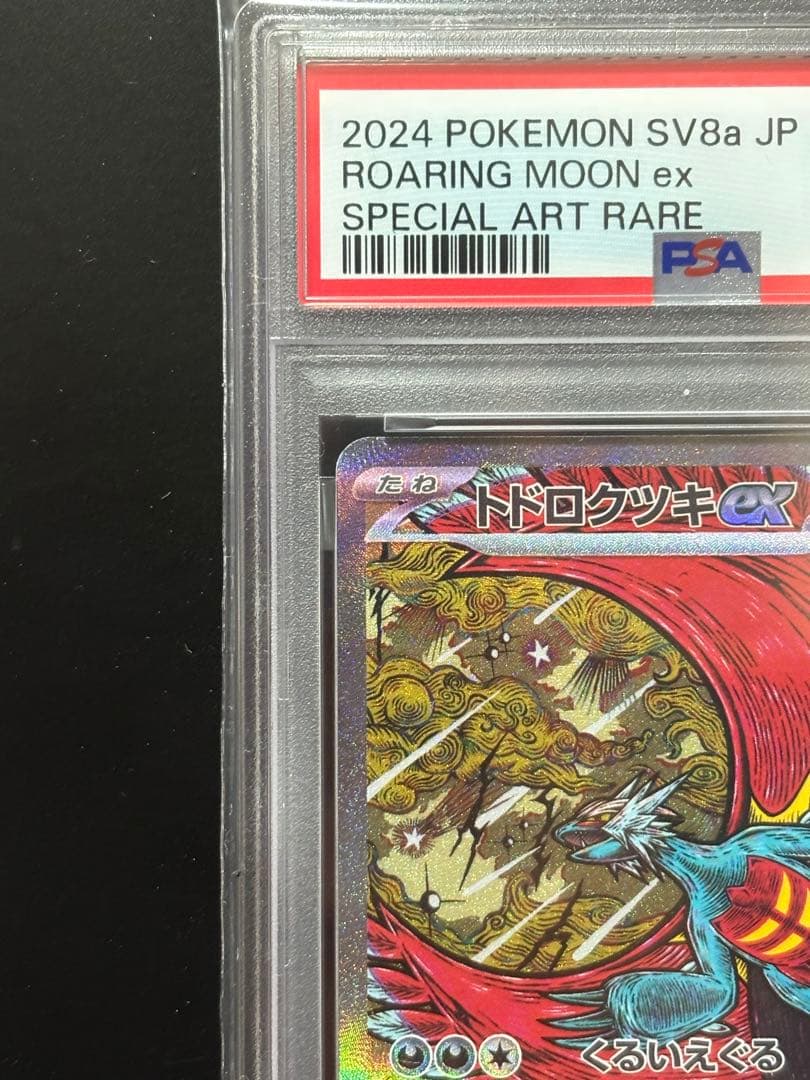 2024 POKEMON SV8a JP
ROARING MOON ex
SPECIAL ART RARE
PSA
たね
トドロクツキex
くるいえぐる